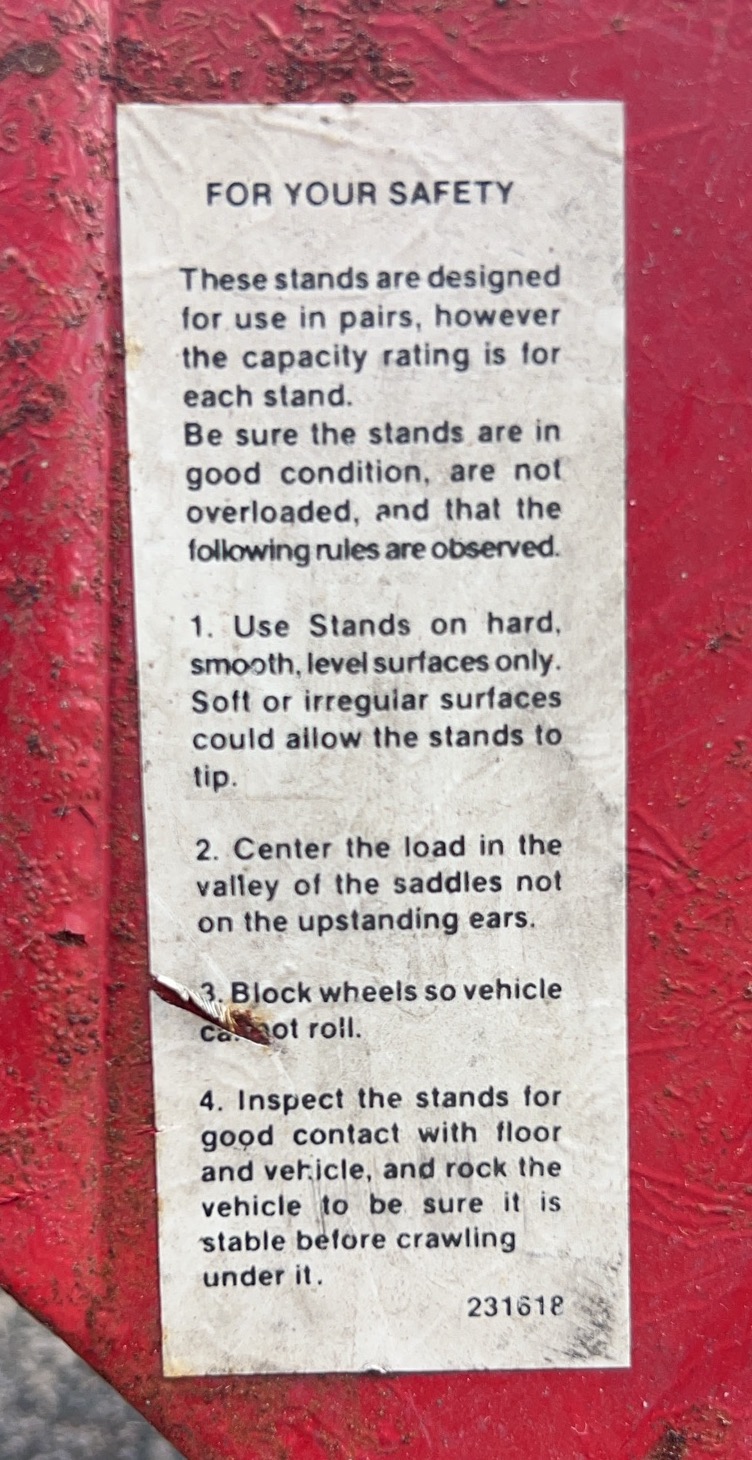 FOR YOUR SAFETY
These stands are designed
for use in pairs, however
the capacity rating is for
each stand.
Be sure the stands are in
good condition, are not
overloaded, and that the
following rules are observed.
1. Use Stands on hard,
smooth, level surfaces only.
Soft or irregular surfaces
could allow the stands to
tip.
2. Center the load in the
valley of the saddles not
on the upstanding ears.
3. Block wheels so vehicle
cannot roll.
4. Inspect the stands for
good contact with floor
and vehicle, and rock the
vehicle to be sure it is
stable before crawling
under it.
231618